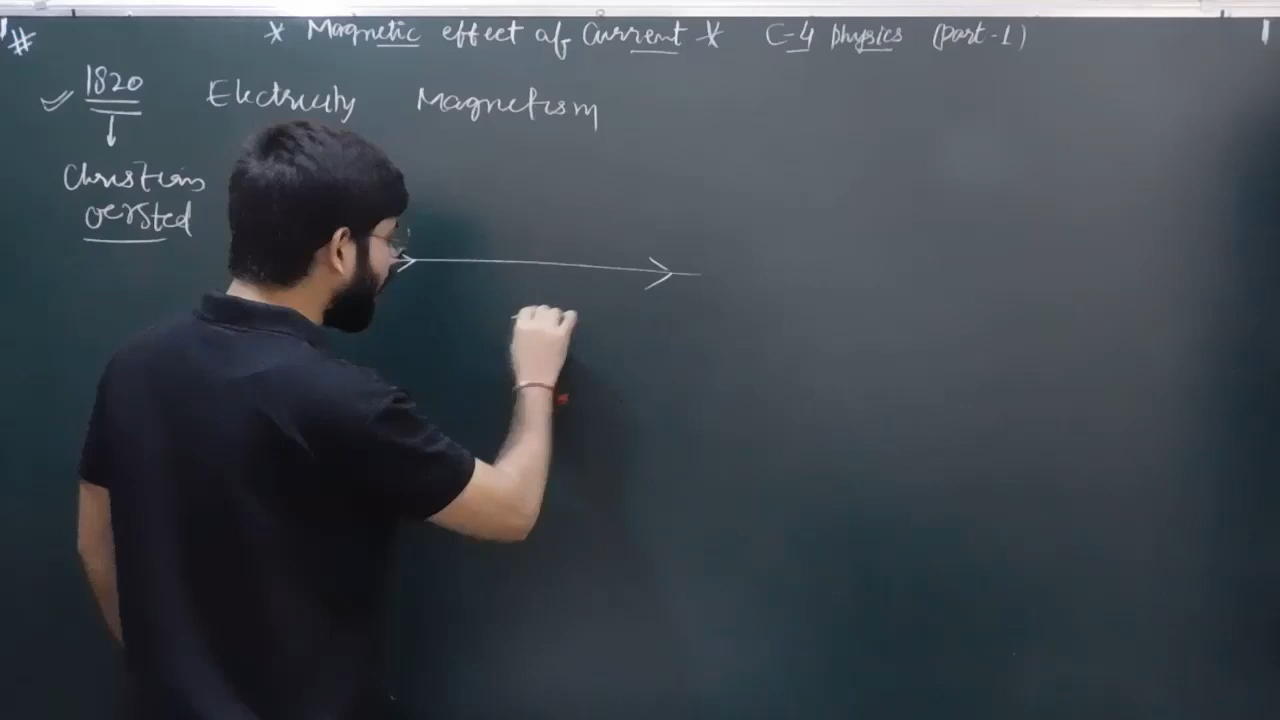 # * Magnetic effect of Current * C-4 physics (part-1)
✓ 1820 Electricity Magnetism
↓
Christian
oersted